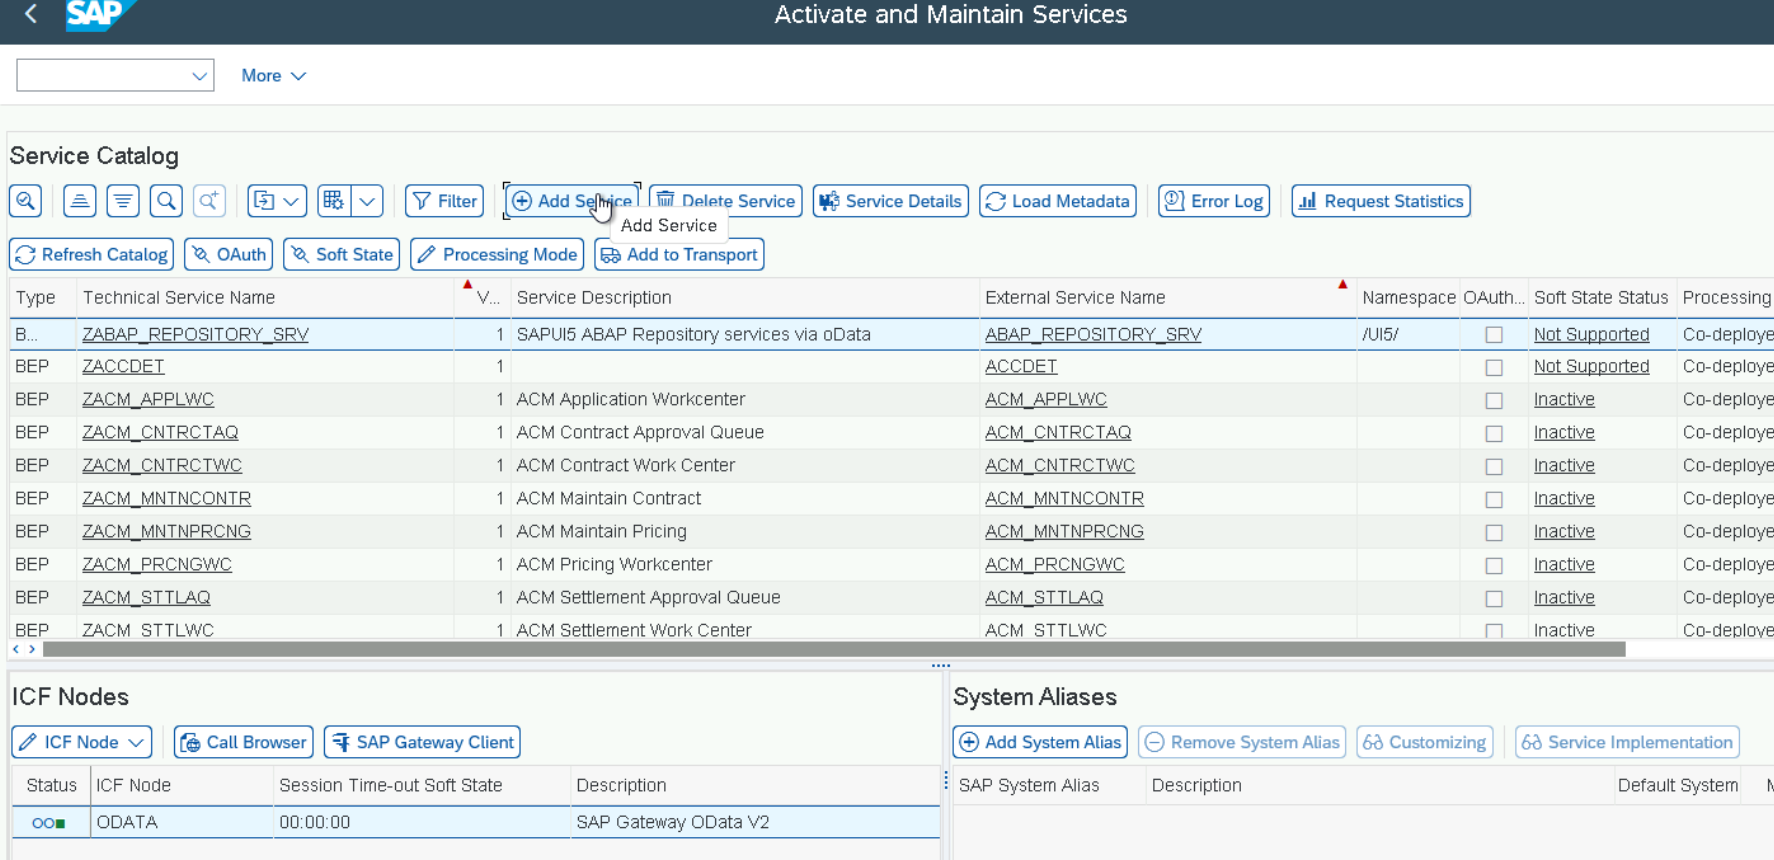 SAP
Activate and Maintain Services
More
Service Catalog
Filter
Add Service
Delete Service
Service Details
Load Metadata
Error Log
Request Statistics
Add Service
Refresh Catalog
OAuth
Soft State
Processing Mode
Add to Transport
Type Technical Service Name V... Service Description External Service Name Namespace OAuth... Soft State Status Processing
B... ZABAP_REPOSITORY_SRV 1 SAPUI5 ABAP Repository services via oData ABAP_REPOSITORY_SRV /UI5/ Not Supported Co-deploye
BEP ZACCDET 1 ACCDET Not Supported Co-deploye
BEP ZACM_APPLWC 1 ACM Application Workcenter ACM_APPLWC Inactive Co-deploye
BEP ZACM_CNTRCTAQ 1 ACM Contract Approval Queue ACM_CNTRCTAQ Inactive Co-deploye
BEP ZACM_CNTRCTWC 1 ACM Contract Work Center ACM_CNTRCTWC Inactive Co-deploye
BEP ZACM_MNTNCONTR 1 ACM Maintain Contract ACM_MNTNCONTR Inactive Co-deploye
BEP ZACM_MNTNPRCNG 1 ACM Maintain Pricing ACM_MNTNPRCNG Inactive Co-deploye
BEP ZACM_PRCNGWC 1 ACM Pricing Workcenter ACM_PRCNGWC Inactive Co-deploye
BEP ZACM_STTLAQ 1 ACM Settlement Approval Queue ACM_STTLAQ Inactive Co-deploye
BEP ZACM_STTLWC 1 ACM Settlement Work Center ACM_STTLWC Inactive Co-deploye
ICF Nodes
ICF Node
Call Browser
SAP Gateway Client
Status ICF Node Session Time-out Soft State Description
ODATA 00:00:00 SAP Gateway OData V2
System Aliases
Add System Alias
Remove System Alias
Customizing
Service Implementation
SAP System Alias Description Default System M